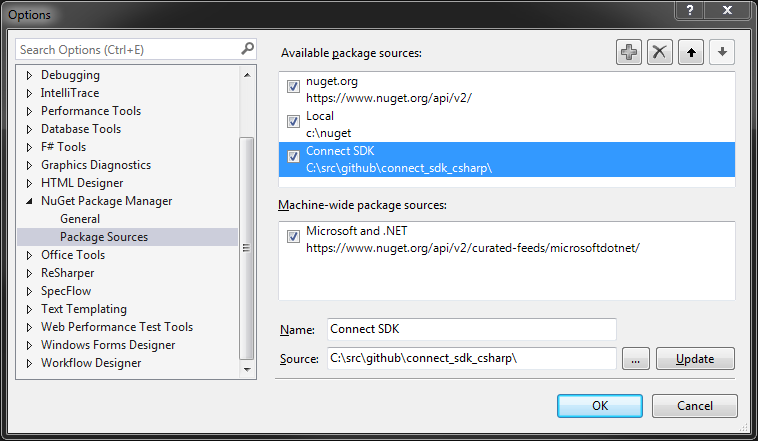 Options
Search Options (Ctrl+E)
Debugging
IntelliTrace
Performance Tools
Database Tools
F# Tools
Graphics Diagnostics
HTML Designer
NuGet Package Manager
General
Package Sources
Office Tools
ReSharper
SpecFlow
Text Templating
Web Performance Test Tools
Windows Forms Designer
Workflow Designer
Available package sources:
nuget.org
https://www.nuget.org/api/v2/
Local
c:\nuget
Connect SDK
C:\src\github\connect_sdk_csharp\
Machine-wide package sources:
Microsoft and .NET
https://www.nuget.org/api/v2/curated-feeds/microsoftdotnet/
Name: Connect SDK
Source: C:\src\github\connect_sdk_csharp\ ... Update
OK Cancel